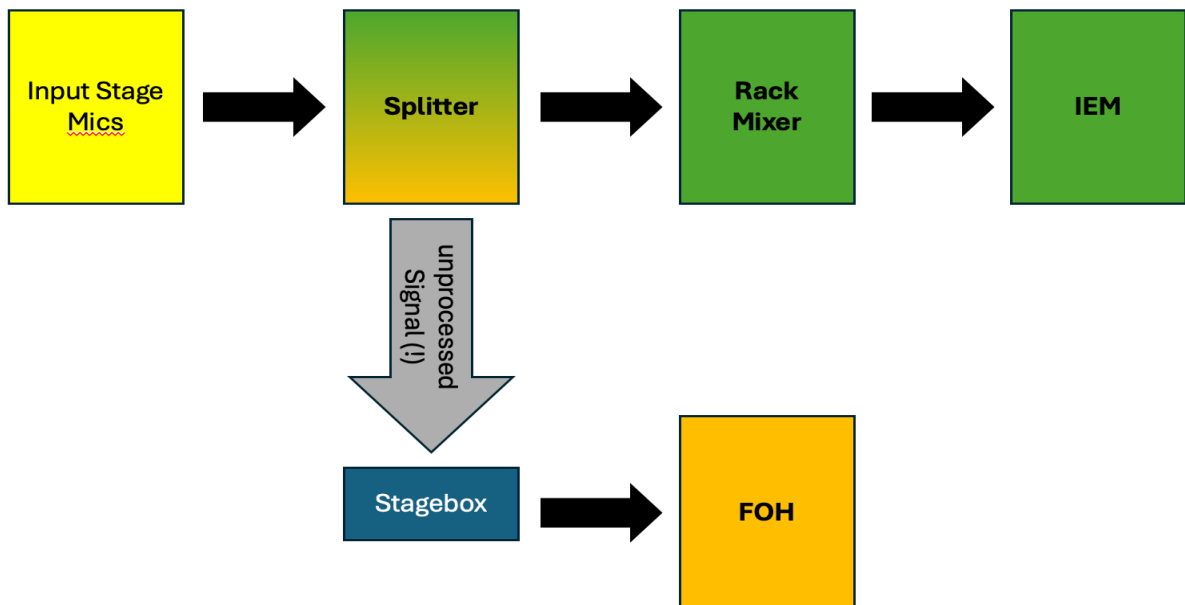 Input Stage
Mics
Splitter
Rack
Mixer
IEM
unprocessed
Signal (!)
Stagebox
FOH